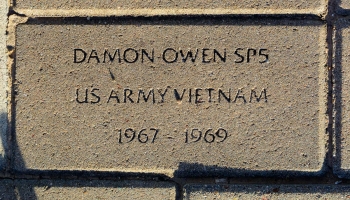 DAMON OWEN SP5
US ARMY VIETNAM
1967 - 1969